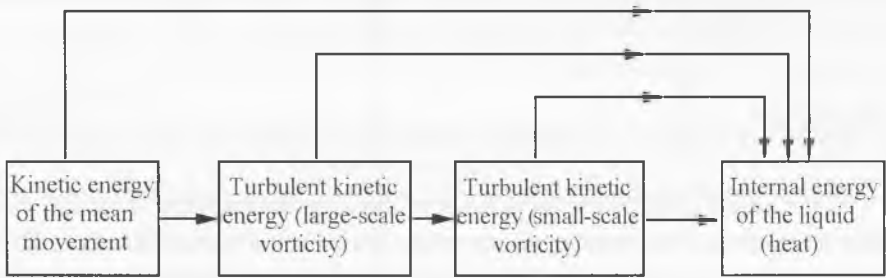 Kinetic energy
of the mean
movement
Turbulent kinetic
energy (large-scale
vorticity)
Turbulent kinetic
energy (small-scale
vorticity)
Internal energy
of the liquid
(heat)